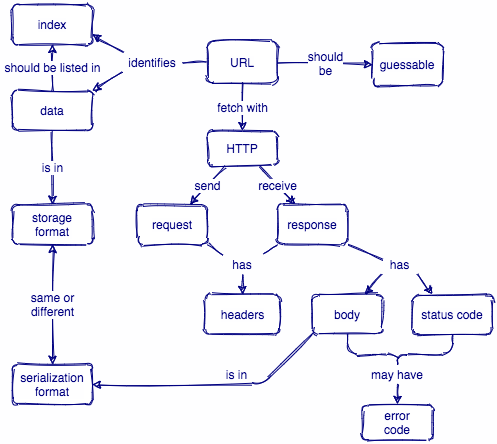 index
identifies
URL
should
be
guessable
should be listed in
data
fetch with
HTTP
is in
send
receive
storage
format
request
response
has
has
same or
different
headers
body
status code
serialization
format
is in
may have
error
code